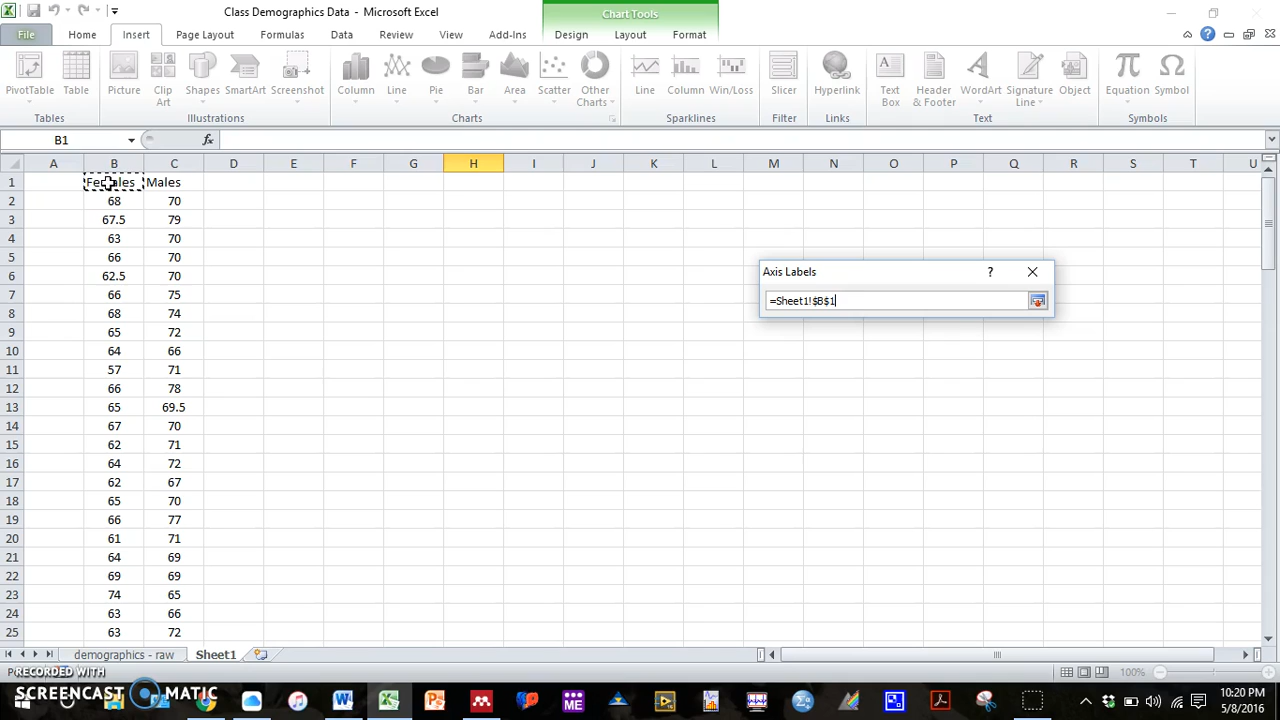 Class Demographics Data - Microsoft Excel
Chart Tools
File Home Insert Page Layout Formulas Data Review View Add-Ins Design Layout Format
PivotTable Table Picture Clip Art Shapes SmartArt Screenshot Column Line Pie Bar Area Scatter Other Charts Line Column Win/Loss Slicer Hyperlink Text Box Header & Footer WordArt Signature Line Object Equation Symbol
Tables Illustrations Charts Sparklines Filter Links Text Symbols
B1 fx
A B C D E F G H I J K L M N O P Q R S T U
1 Females Males
2 68 70
3 67.5 79
4 63 70
5 66 70
6 62.5 70
7 66 75
8 68 74
9 65 72
10 64 66
11 57 71
12 66 78
13 65 69.5
14 67 70
15 62 71
16 64 72
17 62 67
18 65 70
19 66 77
20 61 71
21 64 69
22 69 69
23 74 65
24 63 66
25 63 72
Axis Labels ?
=Sheet1!$B$1
demographics - raw Sheet1
RECORDED WITH
100%
SCREENCAST MATIC
W P ME
10:20 PM
5/8/2016